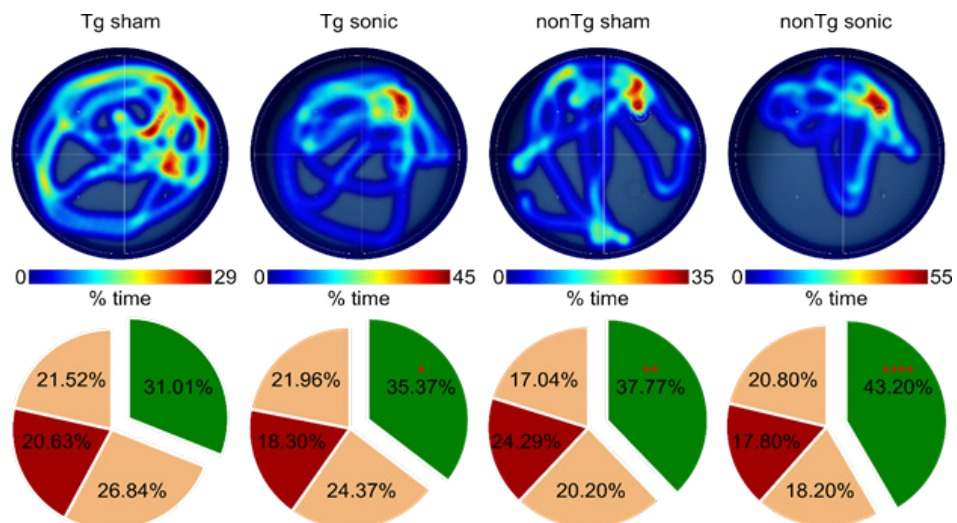 Tg sham Tg sonic nonTg sham nonTg sonic
0 29 0 45 0 35 0 55
% time % time % time % time
21.52% 31.01% 21.96% * 35.37% 17.04% ** 37.77% 20.80% **** 43.20%
20.63% 18.30% 24.29% 17.80%
26.84% 24.37% 20.20% 18.20%